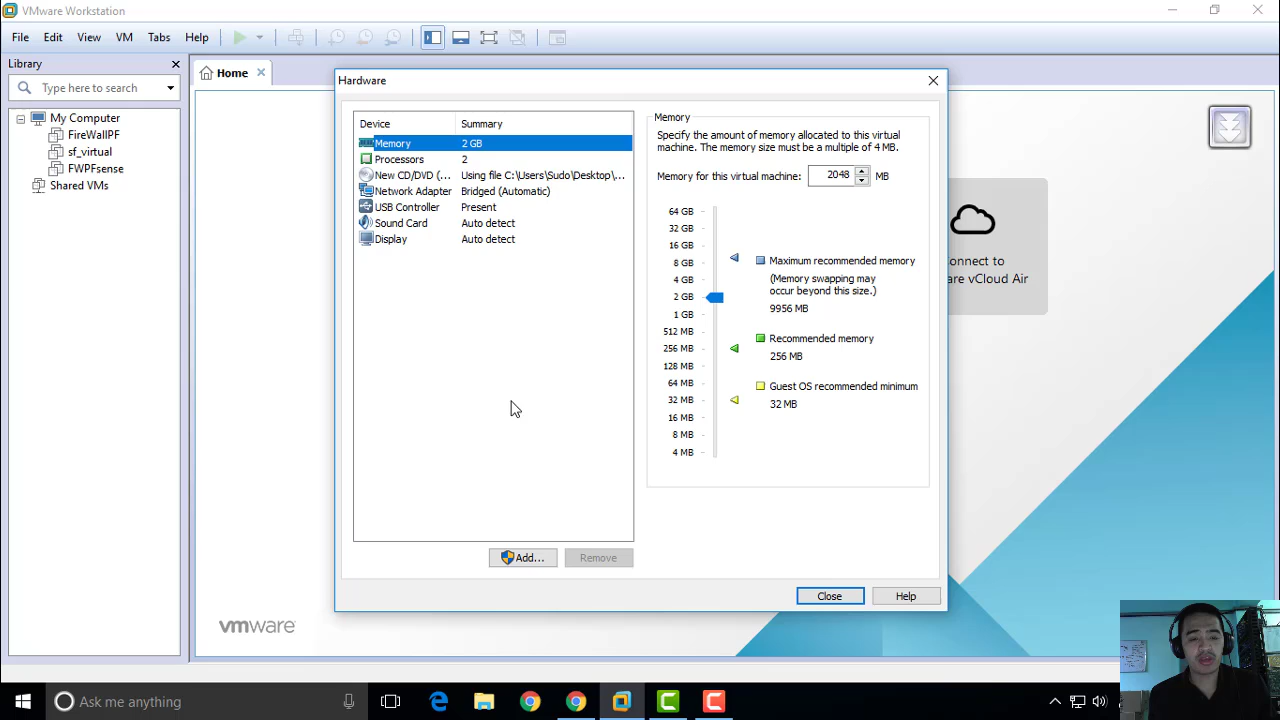 VMware Workstation
File Edit View VM Tabs Help
Library
Home
Type here to search
My Computer
FireWallPF
sf_virtual
FWPFsense
Shared VMs
Hardware
Device Summary
Memory 2 GB
Processors 2
New CD/DVD (... Using file C:\Users\Sudo\Desktop\...
Network Adapter Bridged (Automatic)
USB Controller Present
Sound Card Auto detect
Display Auto detect
Add... Remove
Memory
Specify the amount of memory allocated to this virtual
machine. The memory size must be a multiple of 4 MB.
Memory for this virtual machine: 2048 MB
64 GB
32 GB
16 GB
8 GB
4 GB
2 GB
1 GB
512 MB
256 MB
128 MB
64 MB
32 MB
16 MB
8 MB
4 MB
Maximum recommended memory
(Memory swapping may
occur beyond this size.)
9956 MB
Recommended memory
256 MB
Guest OS recommended minimum
32 MB
Close Help
onnect to
are vCloud Air
vmware
Ask me anything